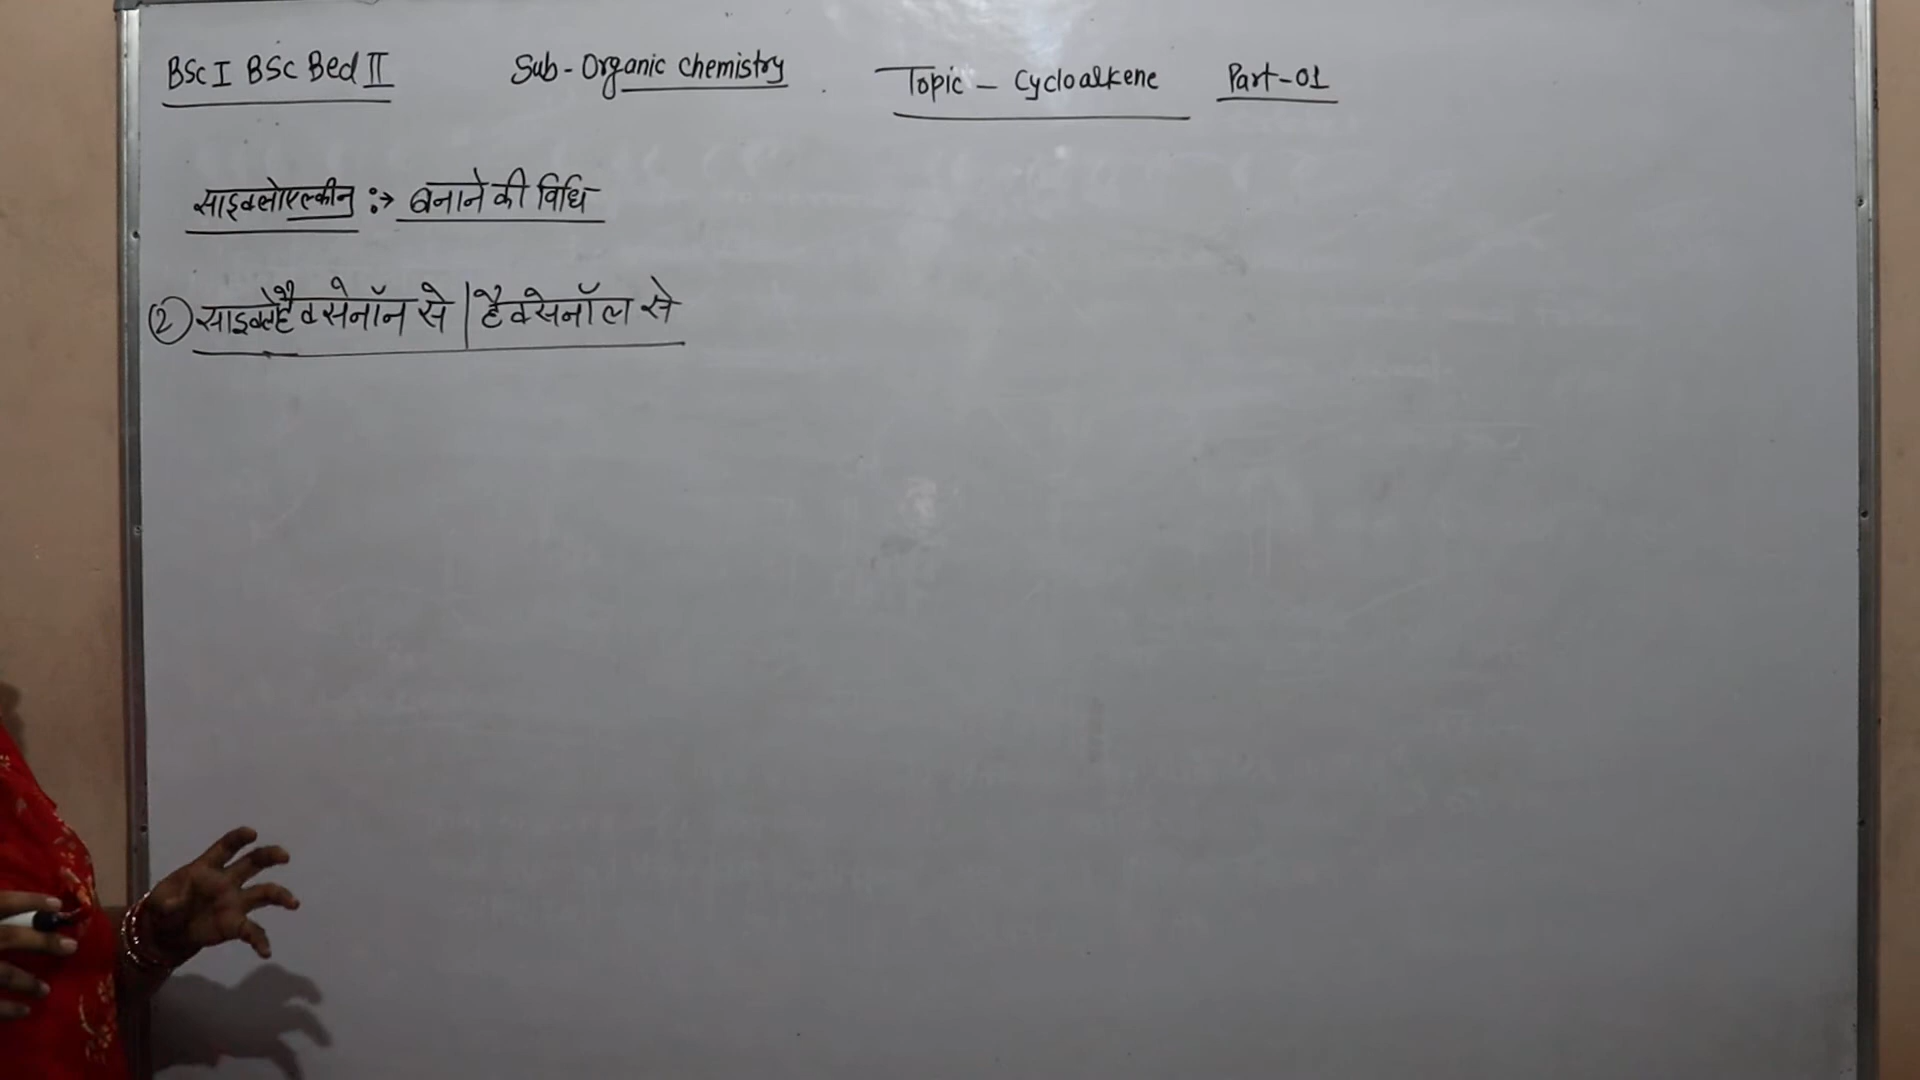 BSc I BSc Bed II Sub - Organic chemistry Topic - Cycloalkene Part-01
साइक्लोएल्कीन :→ बनाने की विधि
② साइक्लोहैक्सेनॉन से | हैक्सेनॉल से